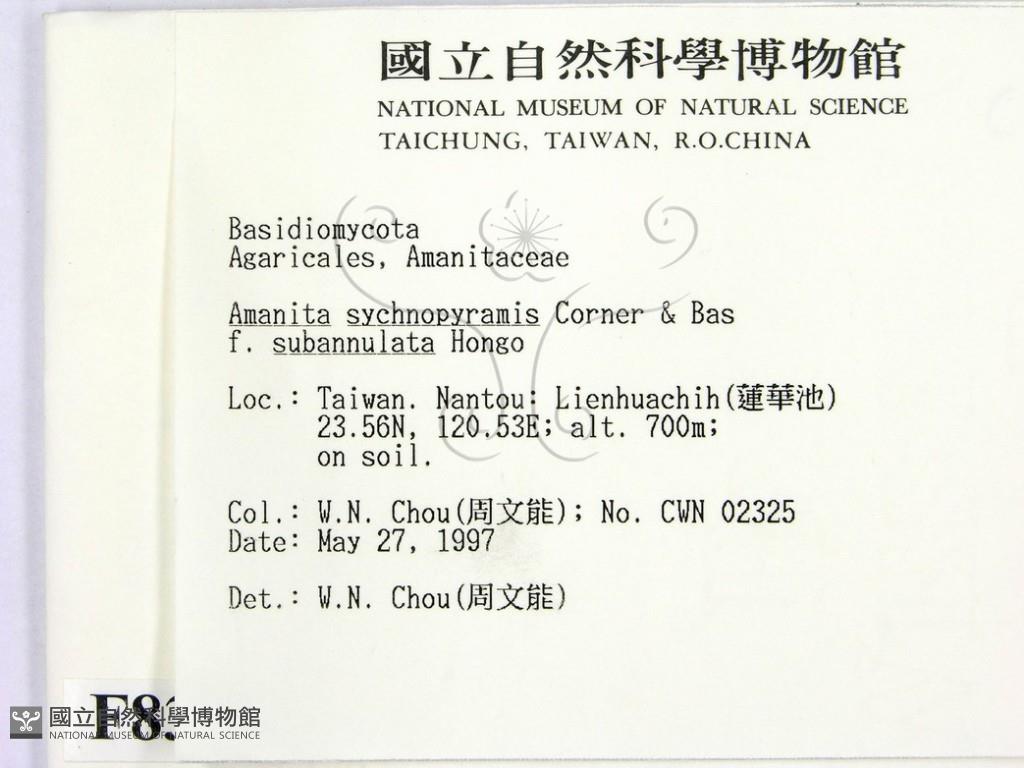 國立自然科學博物館
NATIONAL MUSEUM OF NATURAL SCIENCE
TAICHUNG, TAIWAN, R.O.CHINA
Basidiomycota
Agaricales, Amanitaceae
Amanita sychnopyramis Corner & Bas
f. subannulata Hongo
Loc.: Taiwan. Nantou: Lienhuachih(蓮華池)
23.56N, 120.53E; alt. 700m;
on soil.
Col.: W.N. Chou(周文能); No. CWN 02325
Date: May 27, 1997
Det.: W.N. Chou(周文能)
國立自然科學博物館
NATIONAL MUSEUM OF NATURAL SCIENCE